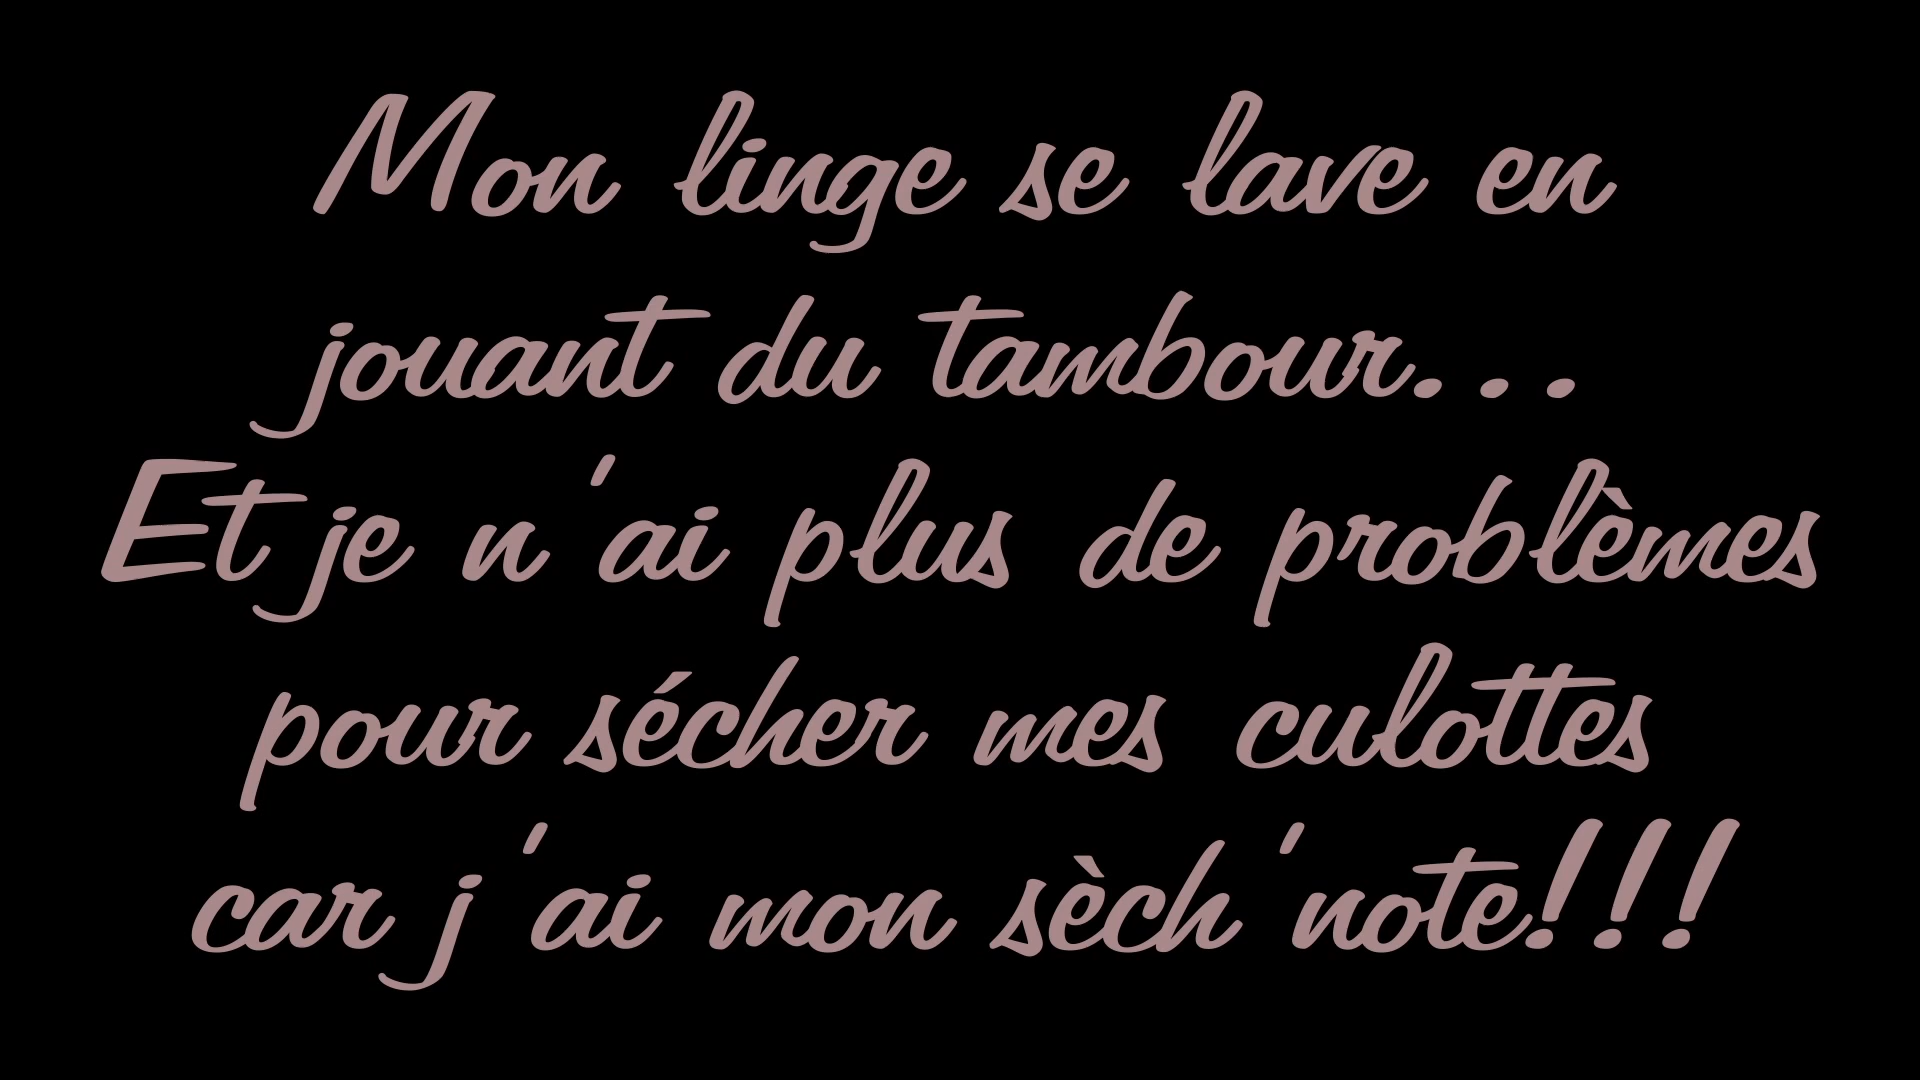 Mon linge se lave en
jouant du tambour...
Et je n'ai plus de problèmes
pour sécher mes culottes
car j'ai mon sèch'note!!!